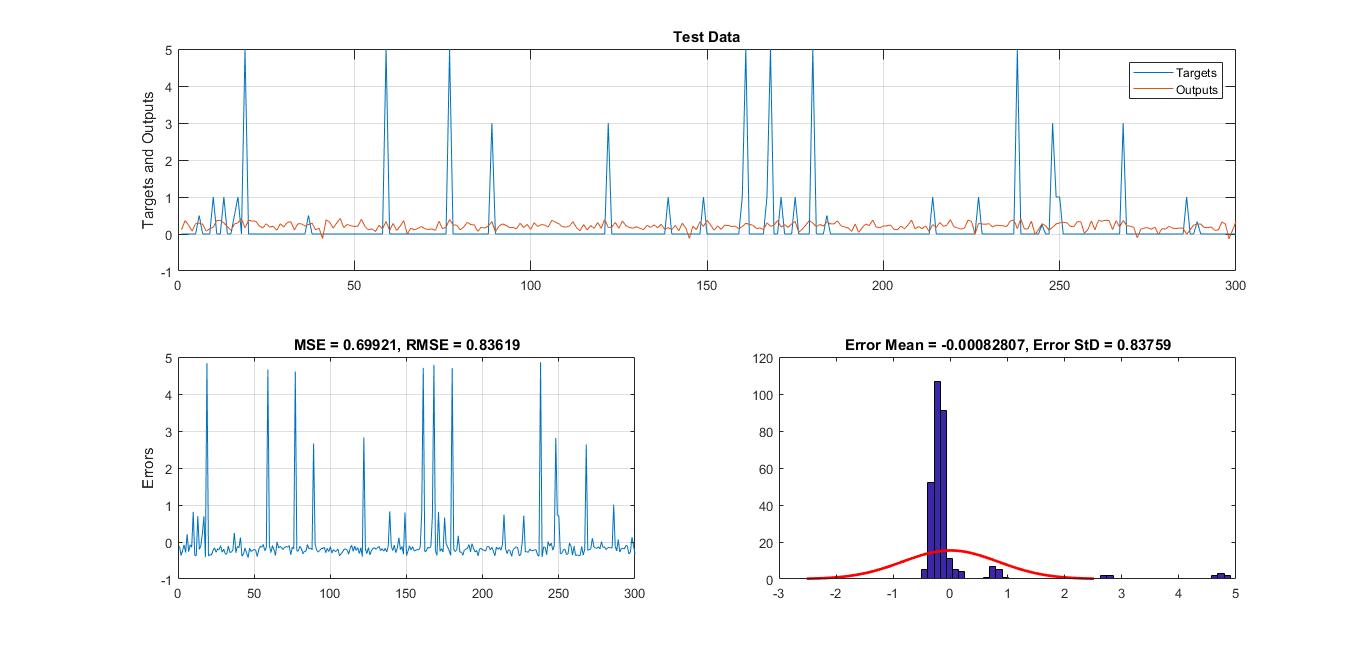 Test Data
Targets and Outputs
5
4
3
2
1
0
-1
0 50 100 150 200 250 300
Targets
Outputs
MSE = 0.69921, RMSE = 0.83619
Errors
5
4
3
2
1
0
-1
0 50 100 150 200 250 300
Error Mean = -0.00082807, Error StD = 0.83759
120
100
80
60
40
20
0
-3 -2 -1 0 1 2 3 4 5